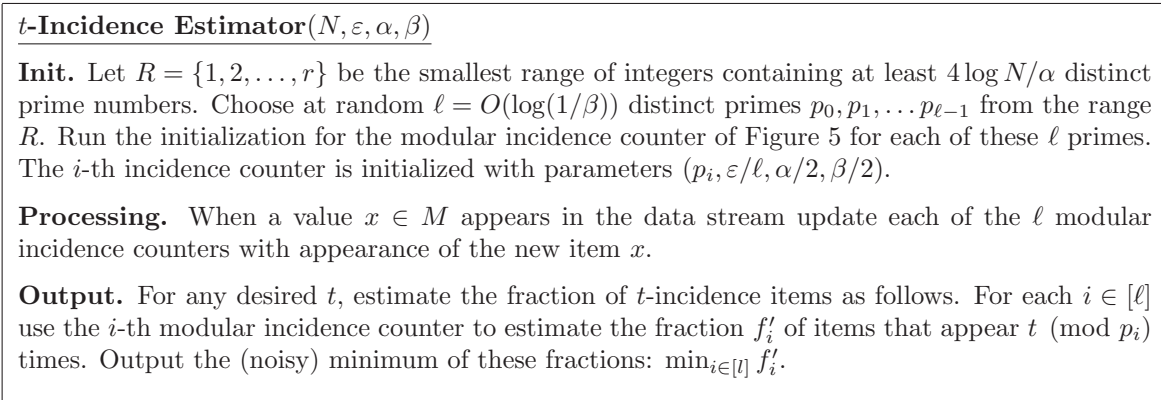 t-Incidence Estimator(N, ε, α, β)
Init. Let R = {1, 2, . . . , r} be the smallest range of integers containing at least 4 log N/α distinct
prime numbers. Choose at random ℓ = O(log(1/β)) distinct primes p₀, p₁, . . . pℓ₋₁ from the range
R. Run the initialization for the modular incidence counter of Figure 5 for each of these ℓ primes.
The i-th incidence counter is initialized with parameters (pᵢ, ε/ℓ, α/2, β/2).
Processing. When a value x ∈ M appears in the data stream update each of the ℓ modular
incidence counters with appearance of the new item x.
Output. For any desired t, estimate the fraction of t-incidence items as follows. For each i ∈ [ℓ]
use the i-th modular incidence counter to estimate the fraction f′ᵢ of items that appear t (mod pᵢ)
times. Output the (noisy) minimum of these fractions: minᵢ∈[l] f′ᵢ.